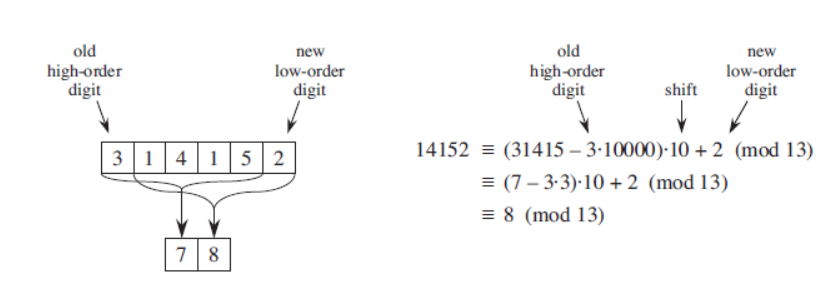 old
high-order
digit
new
low-order
digit
3 1 4 1 5 2
7 8
old
high-order
digit
shift
new
low-order
digit
14152 ≡ (31415 – 3·10000)·10 + 2 (mod 13)
≡ (7 – 3·3)·10 + 2 (mod 13)
≡ 8 (mod 13)